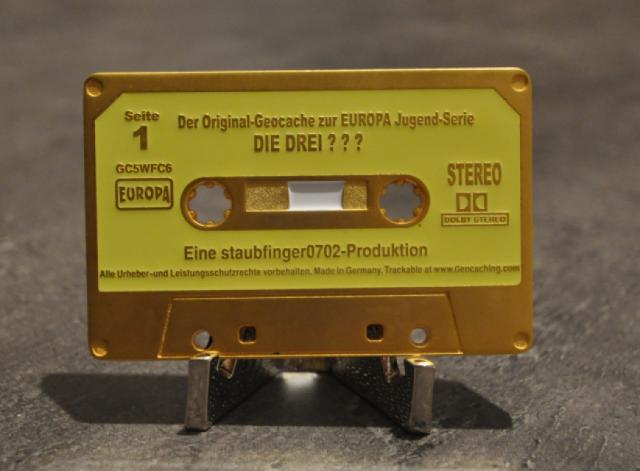 Seite
1
Der Original-Geocache zur EUROPA Jugend-Serie
DIE DREI ? ? ?
GC5WFC6
EUROPA
STEREO
DOLBY STEREO
Eine staubfinger0702-Produktion
Alle Urheber-und Leistungsschutzrechte vorbehalten. Made in Germany. Trackable at www.Geocaching.com